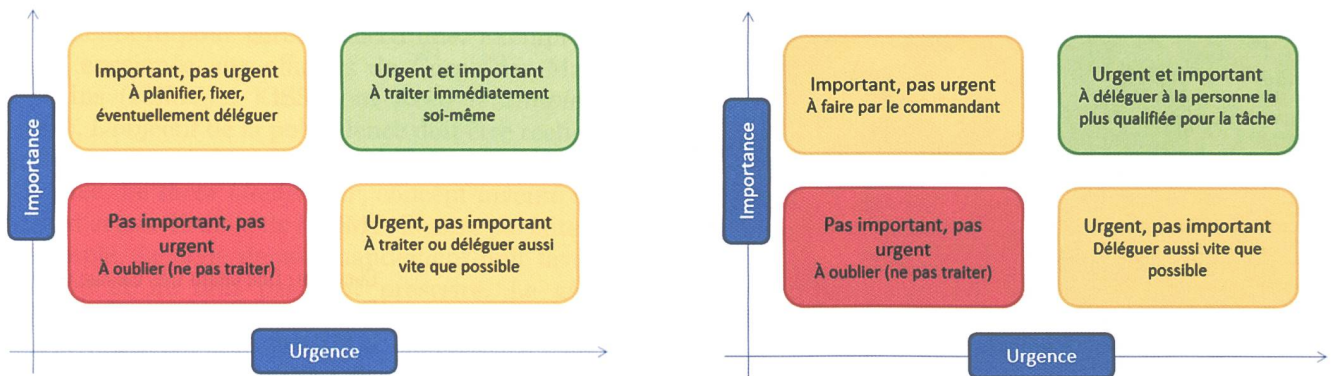 Important, pas urgent
À planifier, fixer,
éventuellement déléguer
Urgent et important
À traiter immédiatement
soi-même
Importance
Pas important, pas
urgent
À oublier (ne pas traiter)
Urgent, pas important
À traiter ou déléguer aussi
vite que possible
Urgence
Important, pas urgent
À faire par le commandant
Urgent et important
À déléguer à la personne la
plus qualifiée pour la tâche
Importance
Pas important, pas
urgent
À oublier (ne pas traiter)
Urgent, pas important
Déléguer aussi vite que
possible
Urgence